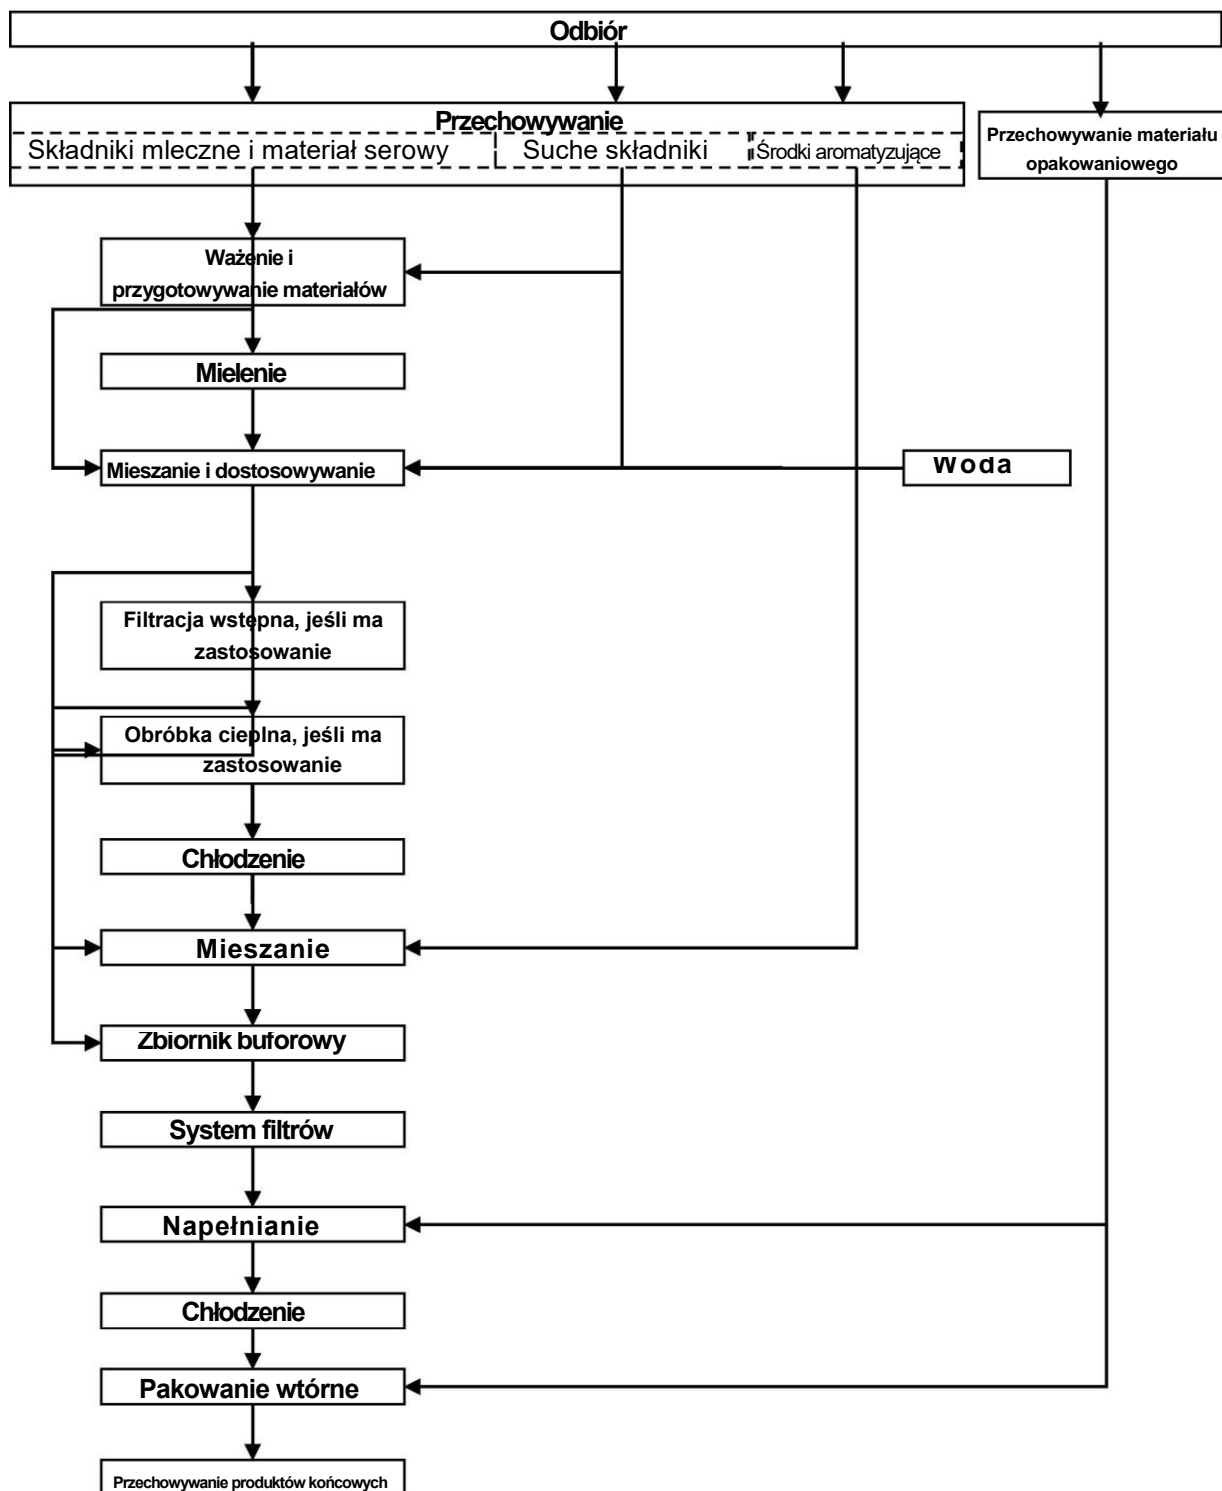 Odbiór
Przechowywanie
Składniki mleczne i materiał serowy
Suche składniki
Środki aromatyzujące
Przechowywanie materiału
opakowaniowego
Ważenie i
przygotowywanie materiałów
Mielenie
Mieszanie i dostosowywanie
Woda
Filtracja wstępna, jeśli ma
zastosowanie
Obróbka cieplna, jeśli ma
zastosowanie
Chłodzenie
Mieszanie
Zbiornik buforowy
System filtrów
Napełnianie
Chłodzenie
Pakowanie wtórne
Przechowywanie produktów końcowych